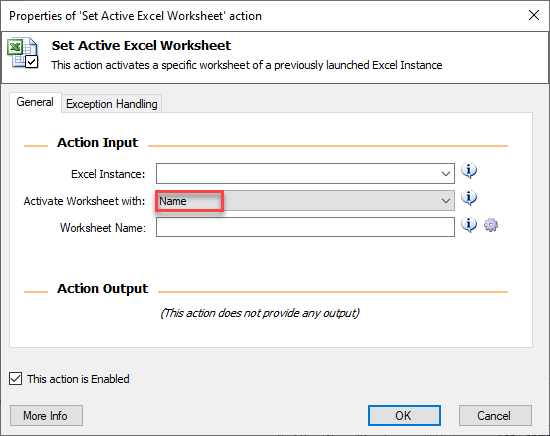 Properties of 'Set Active Excel Worksheet' action
Set Active Excel Worksheet
This action activates a specific worksheet of a previously launched Excel Instance
General
Exception Handling
Action Input
Excel Instance:
Activate Worksheet with: Name
Worksheet Name:
Action Output
(This action does not provide any output)
This action is Enabled
More Info
OK
Cancel